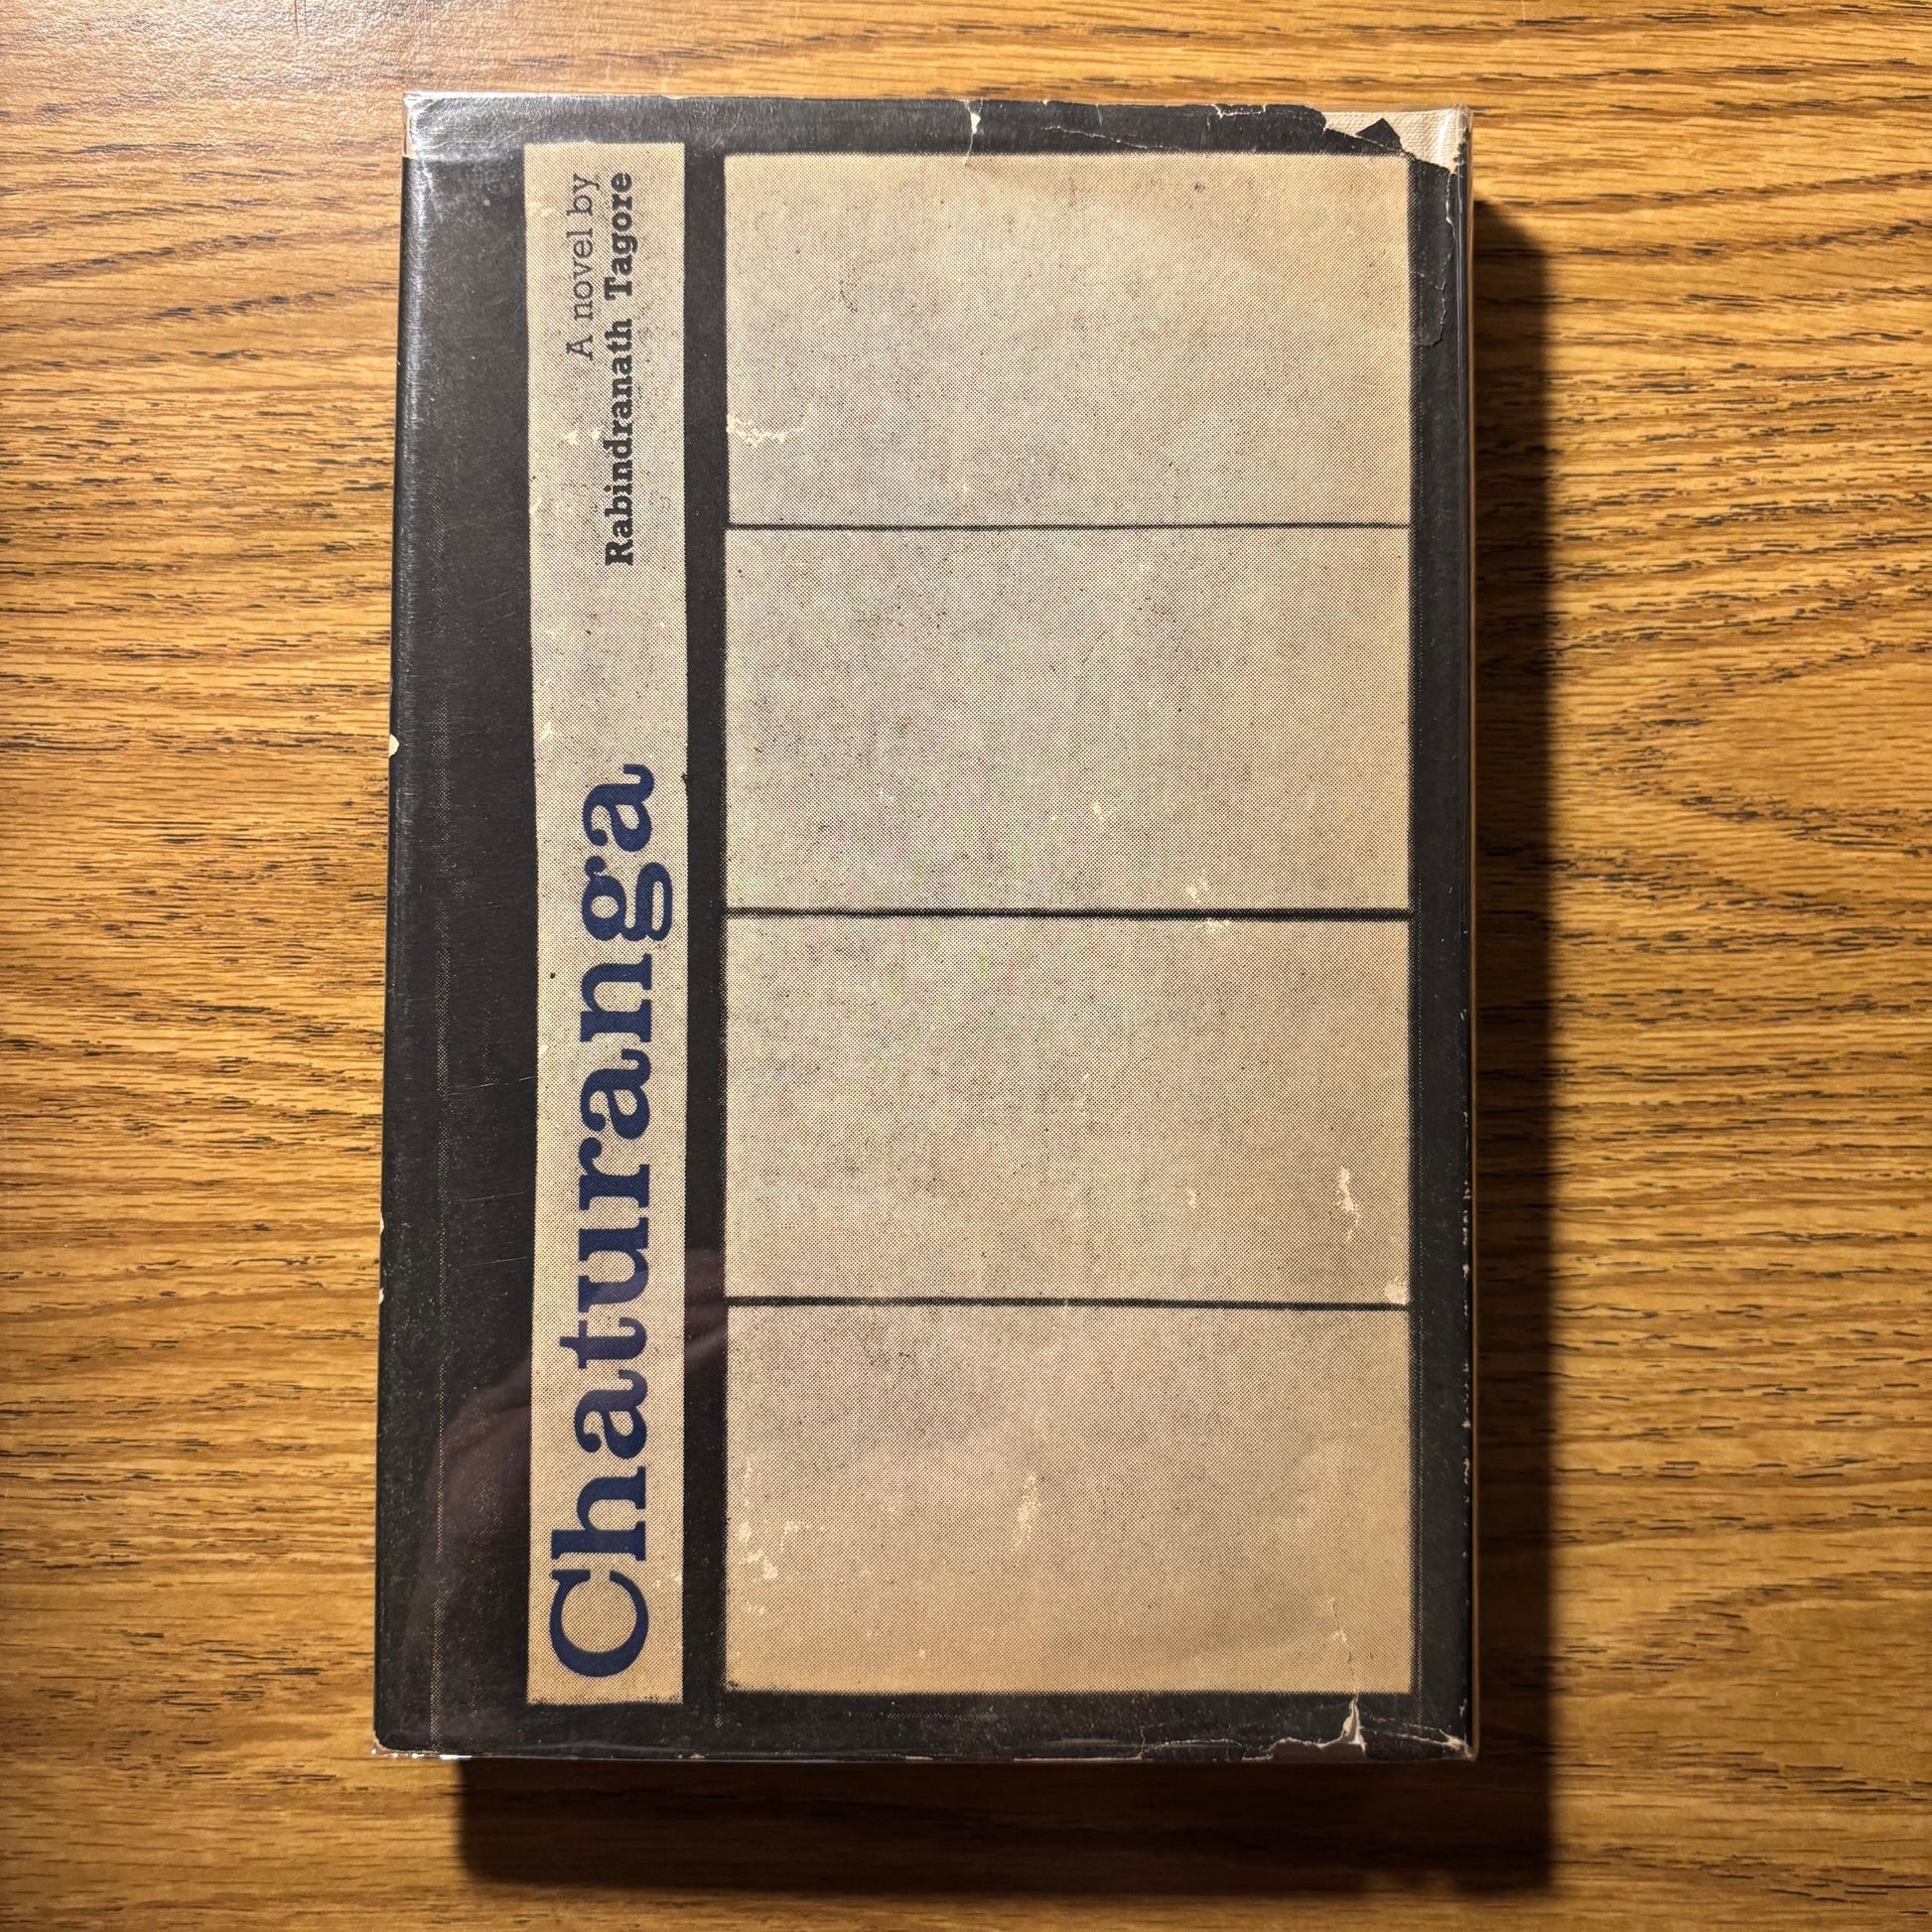 Chaturanga
A novel by
Rabindranath Tagore